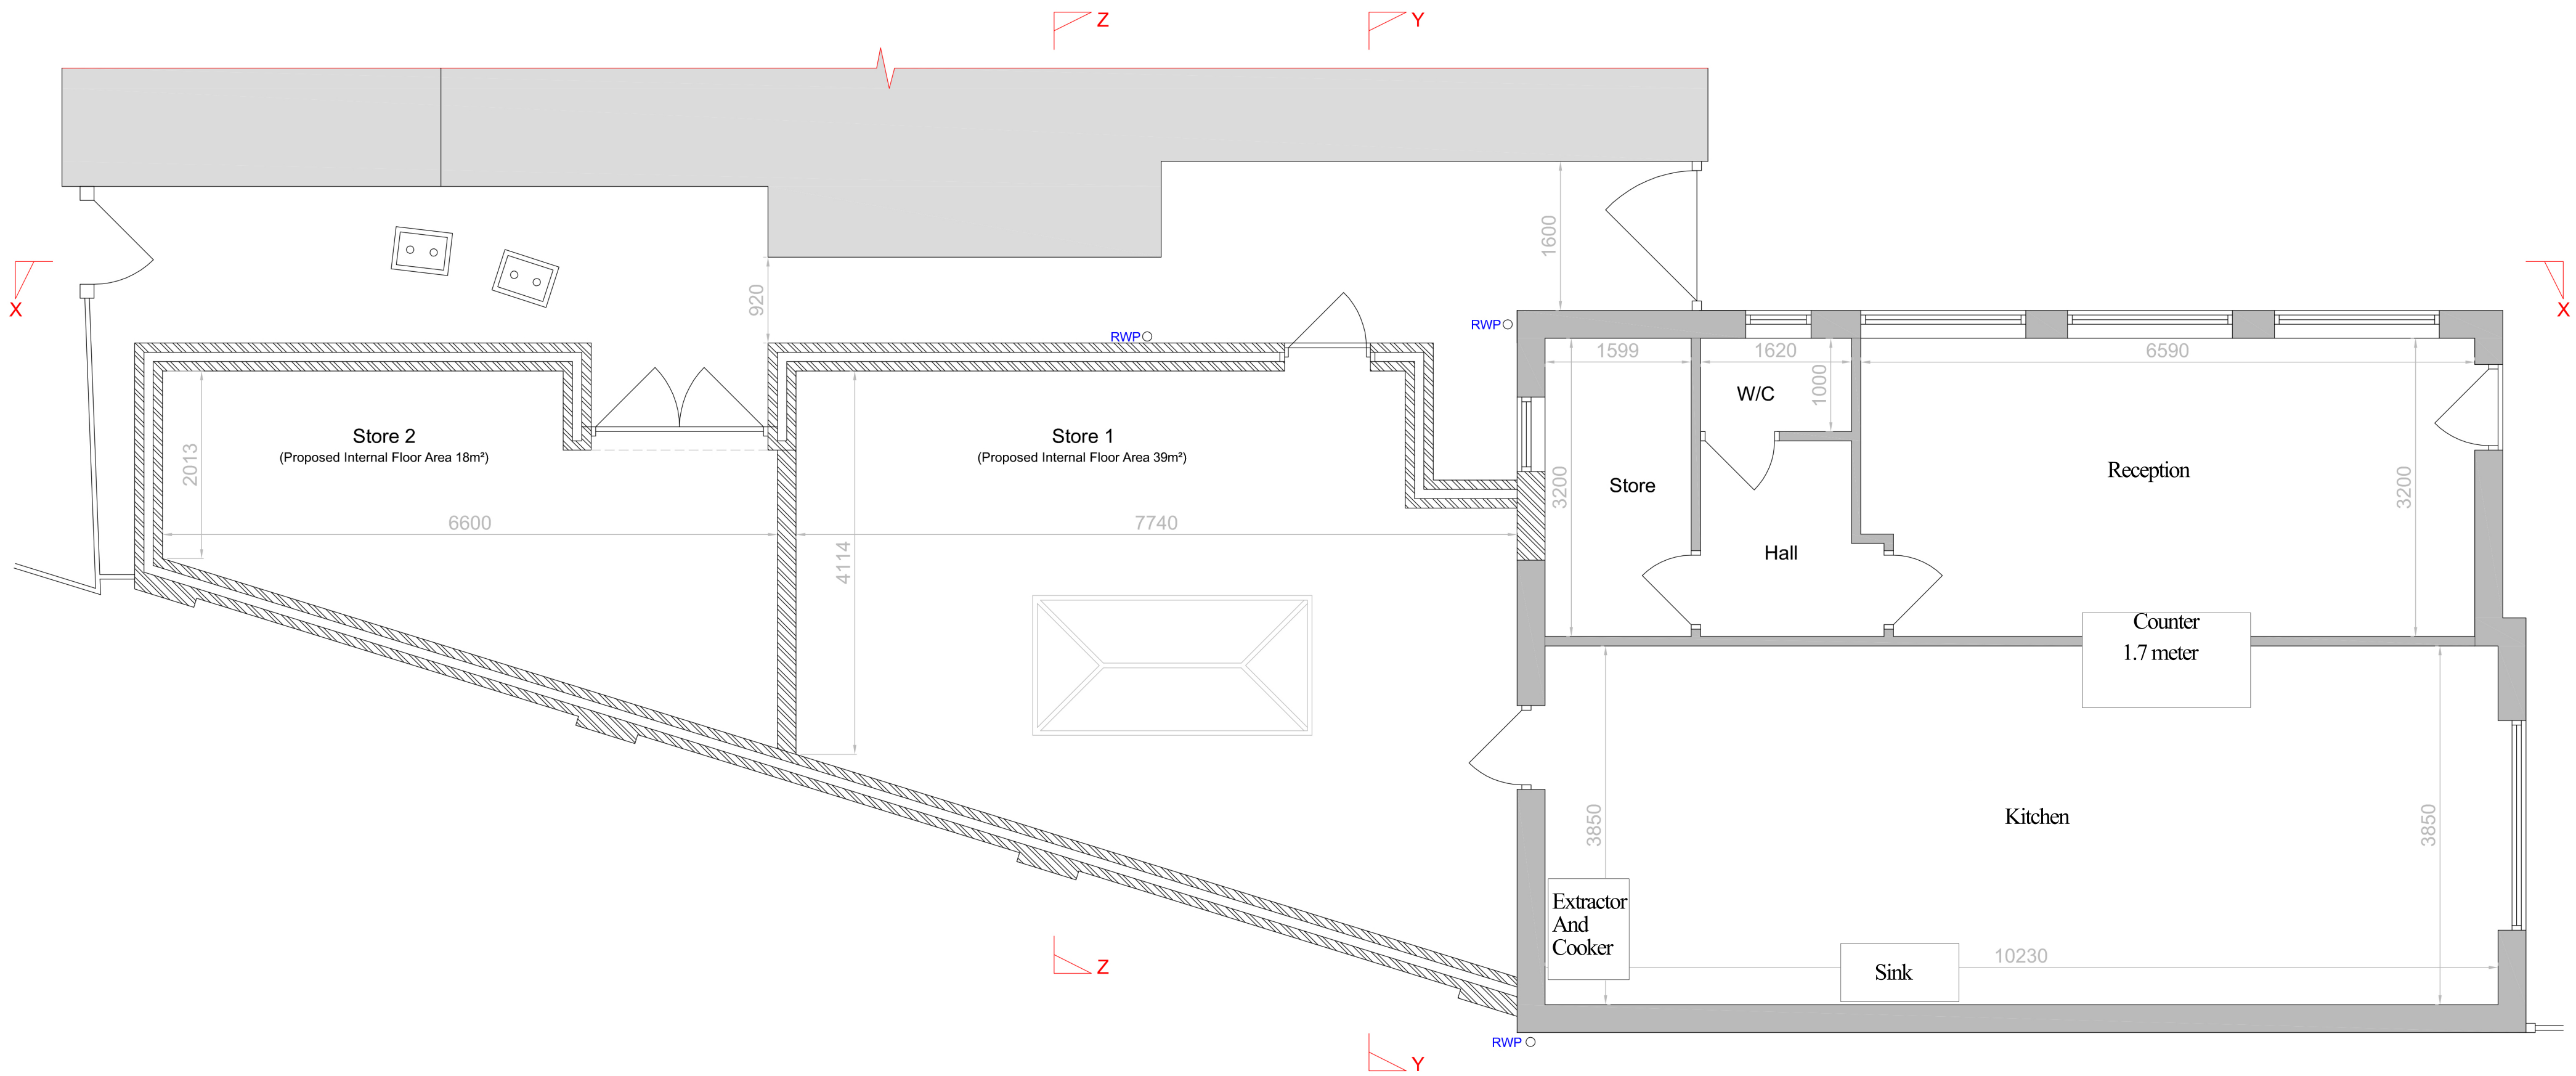 Z
Y
X
X
1600
920
RWP
RWP
1599
1620
6590
1000
W/C
Store 2
(Proposed Internal Floor Area 18m²)
Store 1
(Proposed Internal Floor Area 39m²)
2013
3200
Store
Reception
3200
6600
7740
4114
Hall
Counter
1.7 meter
3850
Kitchen
3850
Extractor
And
Cooker
Sink
10230
Z
RWP
Y